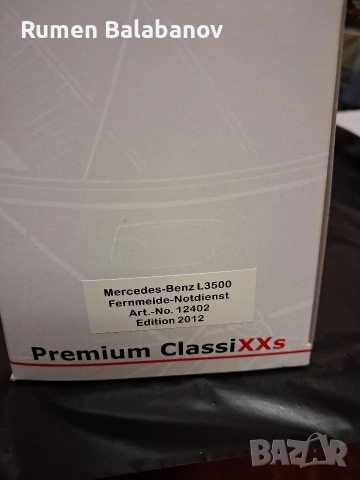 Rumen Balabanov
Mercedes-Benz L3500
Fernmelde-Notdienst
Art.-No. 12402
Edition 2012
Premium ClassiXXs
BAZAR